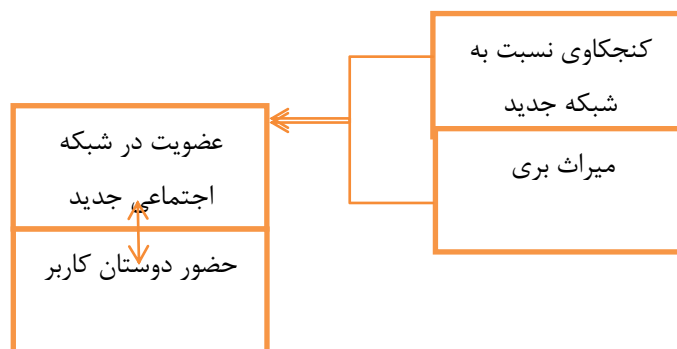 کنجکاوی نسبت به
شبکه جدید
میراث بری
عضویت در شبکه
اجتماعی جدید
حضور دوستان کاربر